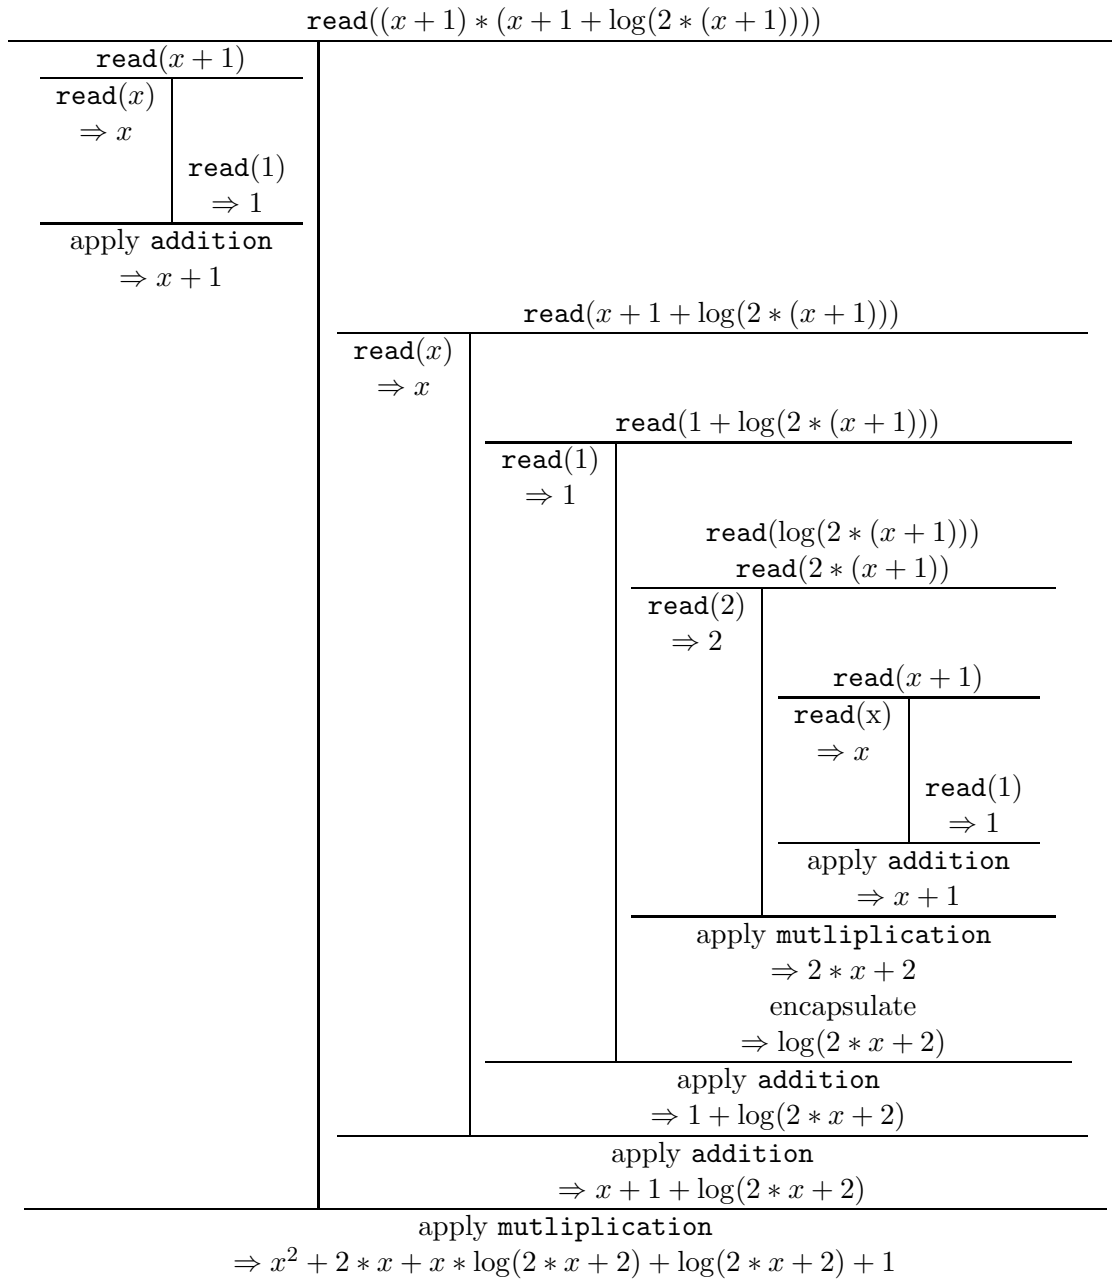 read((x + 1) ∗ (x + 1 + log(2 ∗ (x + 1))))
read(x + 1)
read(x)
⇒ x
read(1)
⇒ 1
apply addition
⇒ x + 1
read(x + 1 + log(2 ∗ (x + 1)))
read(x)
⇒ x
read(1 + log(2 ∗ (x + 1)))
read(1)
⇒ 1
read(log(2 ∗ (x + 1)))
read(2 ∗ (x + 1))
read(2)
⇒ 2
read(x + 1)
read(x)
⇒ x
read(1)
⇒ 1
apply addition
⇒ x + 1
apply mutliplication
⇒ 2 ∗ x + 2
encapsulate
⇒ log(2 ∗ x + 2)
apply addition
⇒ 1 + log(2 ∗ x + 2)
apply addition
⇒ x + 1 + log(2 ∗ x + 2)
apply mutliplication
⇒ x² + 2 ∗ x + x ∗ log(2 ∗ x + 2) + log(2 ∗ x + 2) + 1